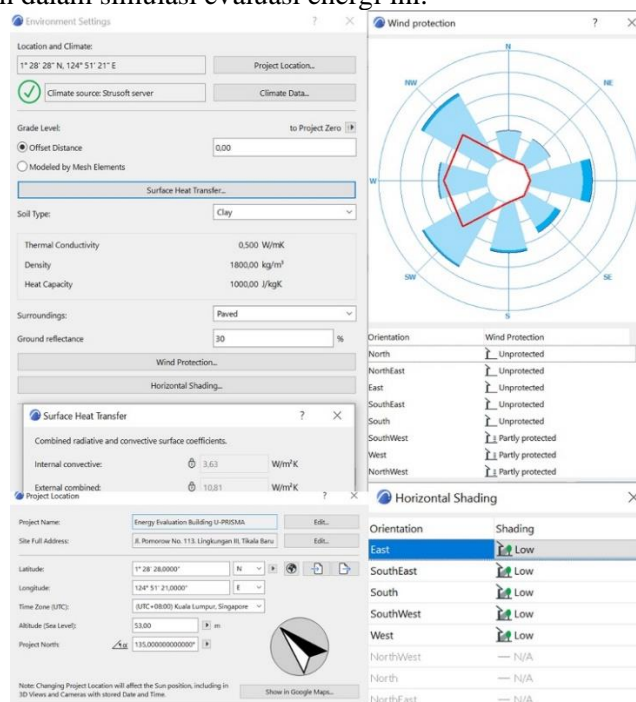 dalam simulasi evaluasi energi ini.
Environment Settings
? ×
Location and Climate:
1° 28' 28" N, 124° 51' 21" E
Project Location...
Climate source: Strusoft server
Climate Data...
Grade Level:
to Project Zero
Offset Distance
0,00
Modeled by Mesh Elements
Surface Heat Transfer...
Soil Type:
Clay
Thermal Conductivity
0,500 W/mK
Density
1800,00 kg/m³
Heat Capacity
1000,00 J/kgK
Surroundings:
Paved
Ground reflectance
30
%
Wind Protection...
Horizontal Shading...
Surface Heat Transfer
? ×
Combined radiative and convective surface coefficients.
Internal convective:
3,63
W/m²K
External combined:
10,81
W/m²K
Project Location
? ×
Project Name:
Energy Evaluation Building U-PRISMA
Edit...
Site Full Address:
Jl. Pomorow No. 113. Lingkungan III, Tikala Baru
Edit...
Latitude:
1° 28' 28,0000"
N
Longitude:
124° 51' 21,0000"
E
Time Zone (UTC):
(UTC+08:00) Kuala Lumpur, Singapore
Altitude (Sea Level):
53,00
m
Project North:
135,000000000000°
Note: Changing Project Location will affect the Sun position, including in
3D Views and Cameras with stored Date and Time.
Show in Google Maps...
Wind protection
? ×
N
NW
NE
W
E
SW
SE
S
Orientation
Wind Protection
North
Unprotected
NorthEast
Unprotected
East
Unprotected
SouthEast
Unprotected
South
Unprotected
SouthWest
Partly protected
West
Partly protected
NorthWest
Partly protected
Horizontal Shading
×
Orientation
Shading
East
Low
SouthEast
Low
South
Low
SouthWest
Low
West
Low
NorthWest
— N/A
North
— N/A
NorthEast
— N/A